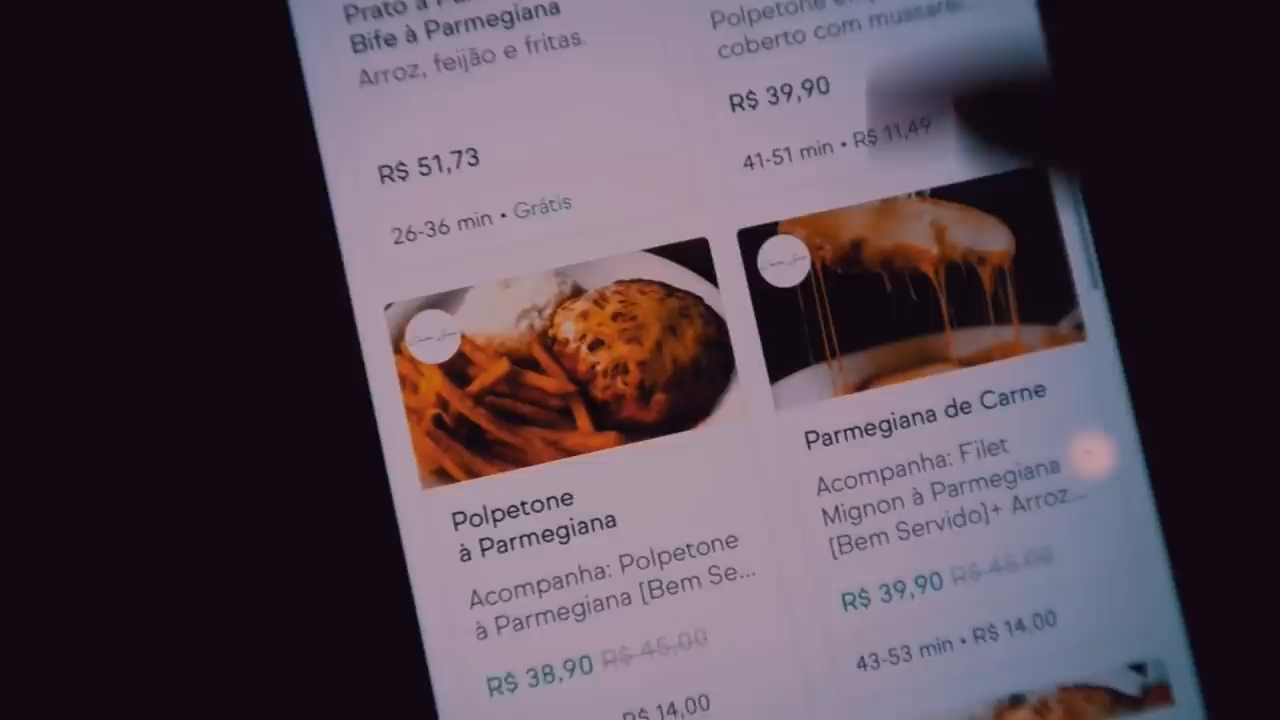 Prato à
Bife à Parmegiana
Arroz, feijão e fritas.
R$ 51,73
26-36 min • Grátis
Polpetone
coberto com
R$ 39,90
41-51 min • R$ 11,49
Polpetone
à Parmegiana
Acompanha: Polpetone
à Parmegiana [Bem Se...
R$ 38,90 R$ 45,00
R$ 14,00
Parmegiana de Carne
Acompanha: Filet
Mignon à Parmegiana
[Bem Servido]+ Arroz...
R$ 39,90 R$ 45,00
43-53 min • R$ 14,00